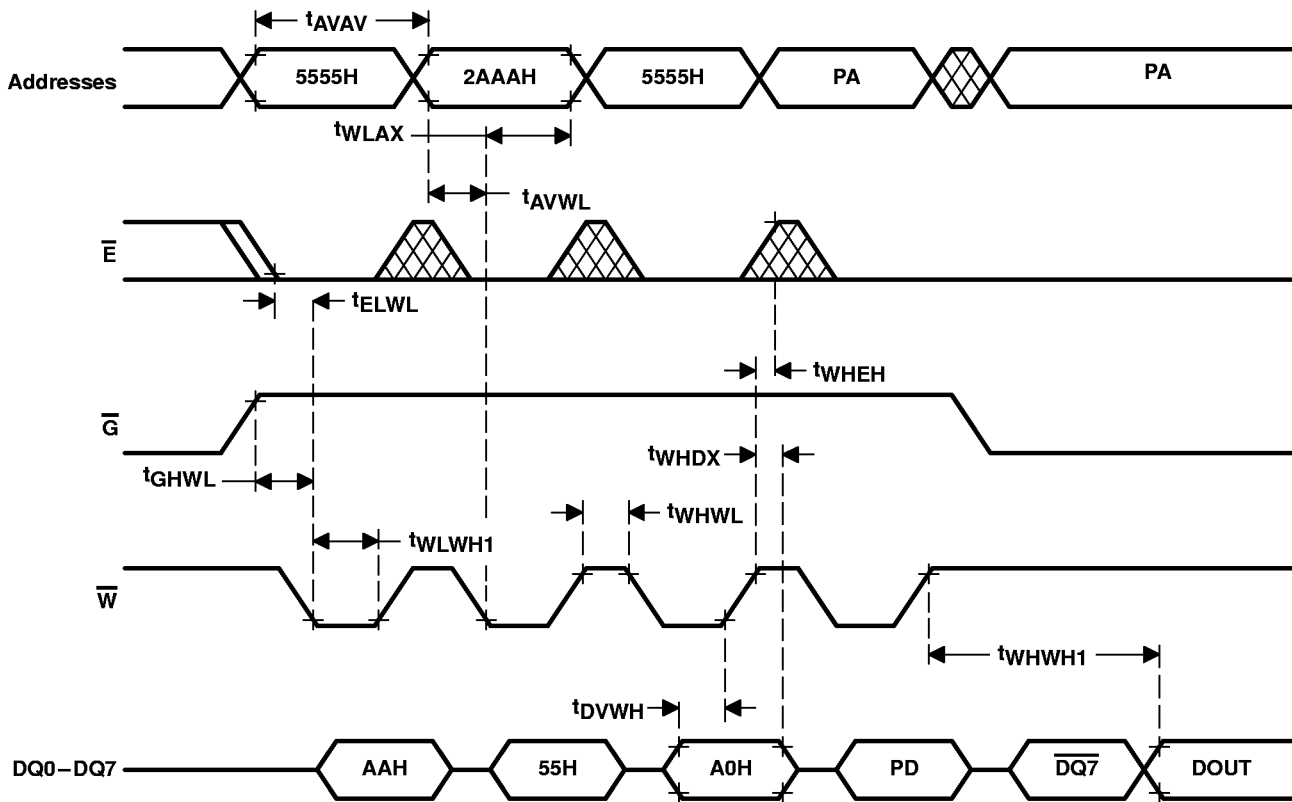 tAVAV
Addresses 5555H 2AAAH 5555H PA PA
tWLAX
tAVWL
E̅
tELWL
tWHEH
G̅
tWHDX
tGHWL
tWHWL
tWLWH1
W̅
tWHWH1
tDVWH
DQ0–DQ7 AAH 55H A0H PD D̅Q̅7̅ DOUT